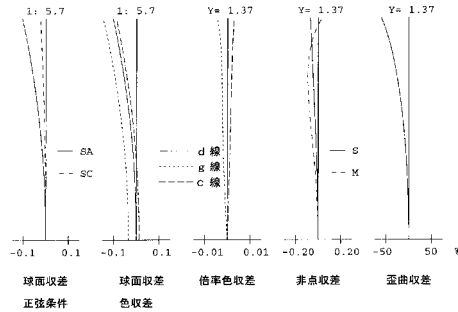 1: 5.7
1: 5.7
Y= 1.37
Y= 1.37
Y= 1.37
SA
SC
d 線
g 線
c 線
S
M
-0.1 0.1
-0.1 0.1
-0.01 0.01
-0.20 0.20
-50 50
球面収差
正弦条件
球面収差
色収差
倍率色収差
非点収差
歪曲収差